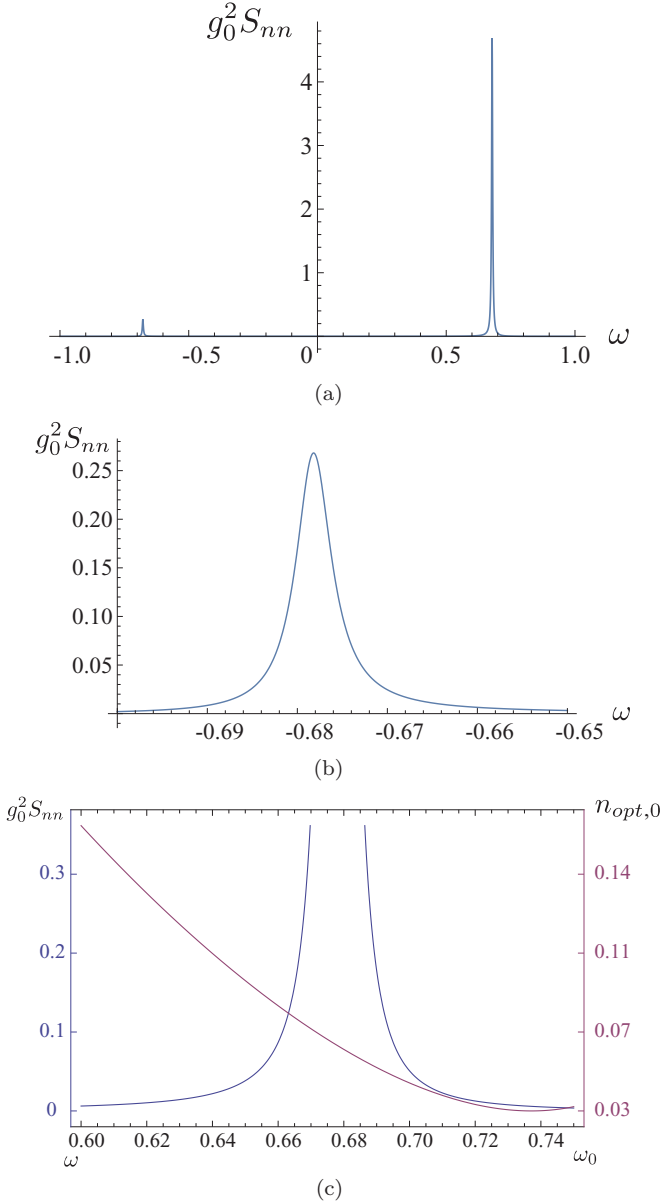 g_0^2 S_{nn}
4
3
2
1
-1.0 -0.5 0 0.5 1.0 ω
(a)
g_0^2 S_{nn}
0.25
0.20
0.15
0.10
0.05
-0.69 -0.68 -0.67 -0.66 -0.65 ω
(b)
g_0^2 S_{nn} n_{opt,0}
0.3 0.14
0.2 0.11
0.1 0.07
0 0.03
0.60 0.62 0.64 0.66 0.68 0.70 0.72 0.74
ω ω_0
(c)